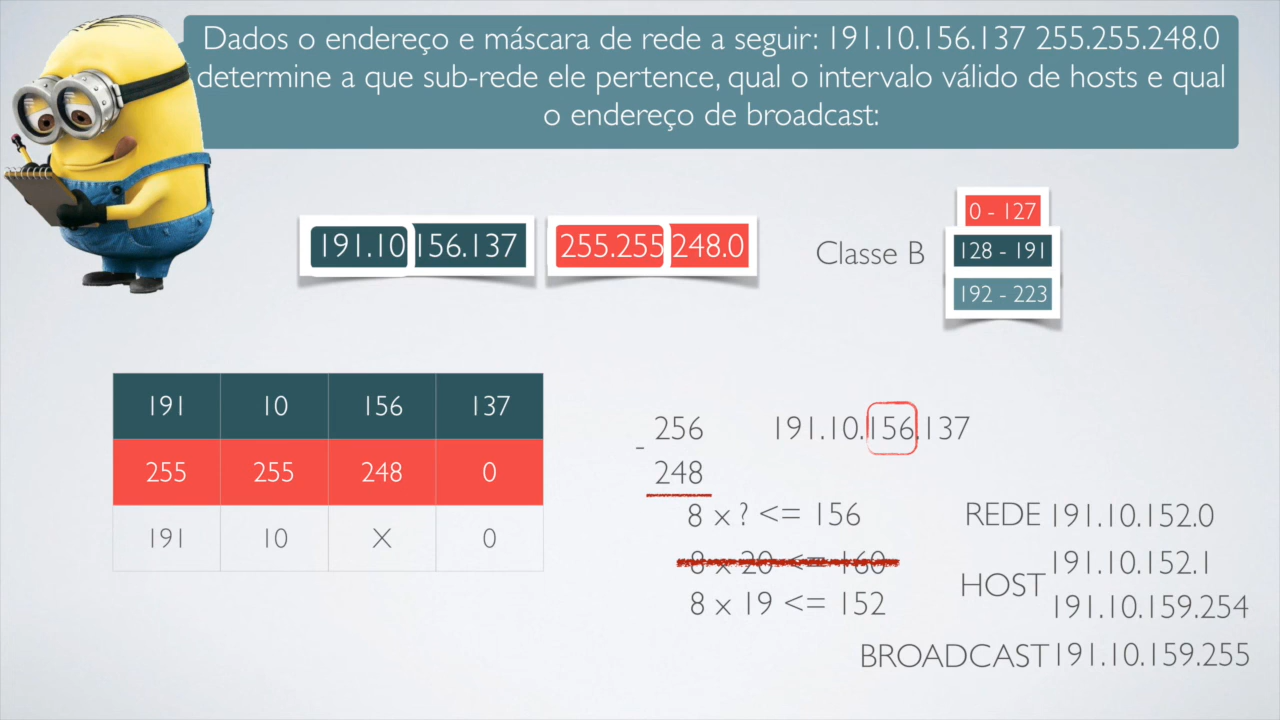 Dados o endereço e máscara de rede a seguir: 191.10.156.137 255.255.248.0
determine a que sub-rede ele pertence, qual o intervalo válido de hosts e qual
o endereço de broadcast:
0 - 127
191.10 156.137 255.255 248.0 Classe B 128 - 191
192 - 223
191 10 156 137
255 255 248 0
191 10 X 0
256 191.10.156.137
-
248
8 x ? <= 156
8 x 20 <= 160
8 x 19 <= 152
REDE 191.10.152.0
HOST 191.10.152.1
191.10.159.254
BROADCAST 191.10.159.255